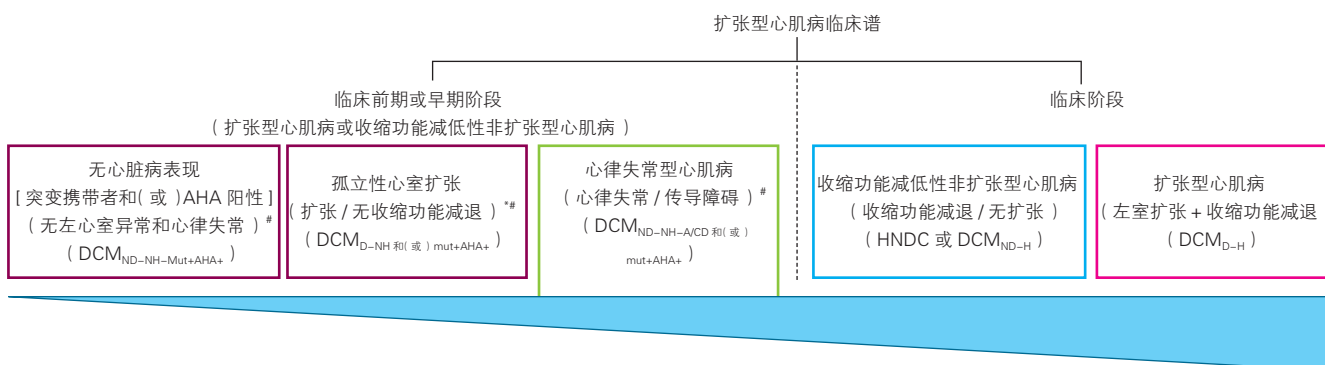 扩张型心肌病临床谱
临床前期或早期阶段
（扩张型心肌病或收缩功能减低性非扩张型心肌病）
临床阶段
无心脏病表现
[突变携带者和(或)AHA 阳性]
（无左心室异常和心律失常）#
（DCM ND-NH-Mut+AHA+）
孤立性心室扩张
（扩张/无收缩功能减退）*#
（DCM D-NH 和(或) mut+AHA+）
心律失常型心肌病
（心律失常/传导障碍）#
（DCM ND-NH-A/CD 和(或)
mut+AHA+）
收缩功能减低性非扩张型心肌病
（收缩功能减退/无扩张）
（HNDC 或 DCM ND-H）
扩张型心肌病
（左室扩张+收缩功能减退
（DCM D-H）